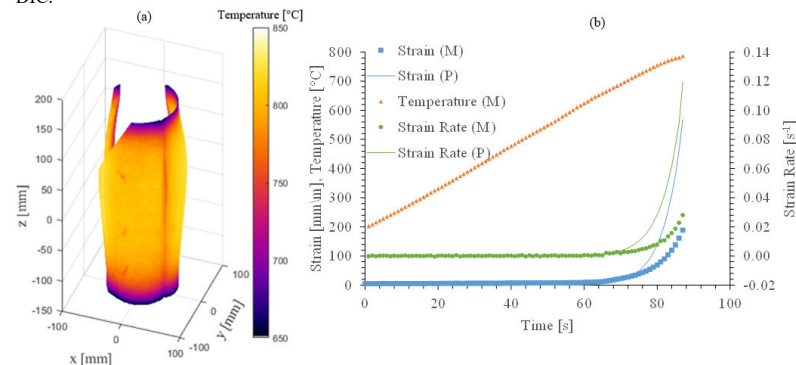 DIC.
(a)
Temperature [°C]
850
800
750
700
650
200
150
100
50
0
-50
-100
-150
z [mm]
-100
0
100
x [mm]
-100
0
100
y [mm]
(b)
Strain (M)
Strain (P)
Temperature (M)
Strain Rate (M)
Strain Rate (P)
Strain [mm\m], Temperature [°C]
800
700
600
500
400
300
200
100
0
0.14
0.12
0.10
0.08
0.06
0.04
0.02
0.00
-0.02
Strain Rate [s⁻¹]
0 20 40 60 80 100
Time [s]